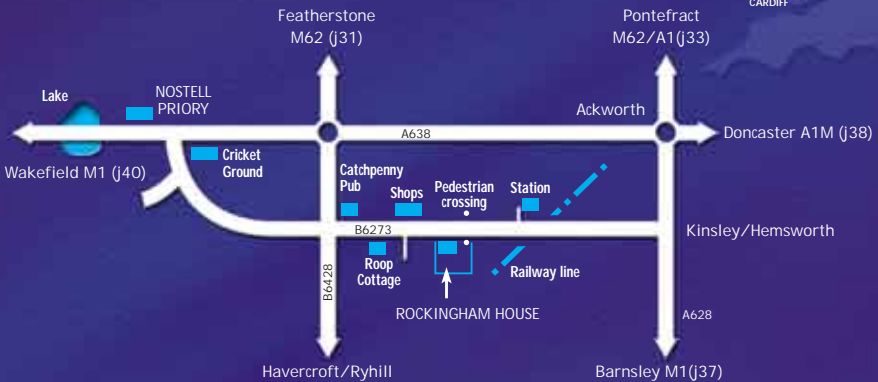 CARDIFF
Featherstone
M62 (j31)
Pontefract
M62/A1(j33)
Lake
NOSTELL
PRIORY
Ackworth
A638
Doncaster A1M (j38)
Wakefield M1 (j40)
Cricket
Ground
Catchpenny
Pub
Shops
Pedestrian
crossing
Station
B6273
Kinsley/Hemsworth
Roop
Cottage
Railway line
B6428
ROCKINGHAM HOUSE
A628
Havercroft/Ryhill
Barnsley M1(j37)